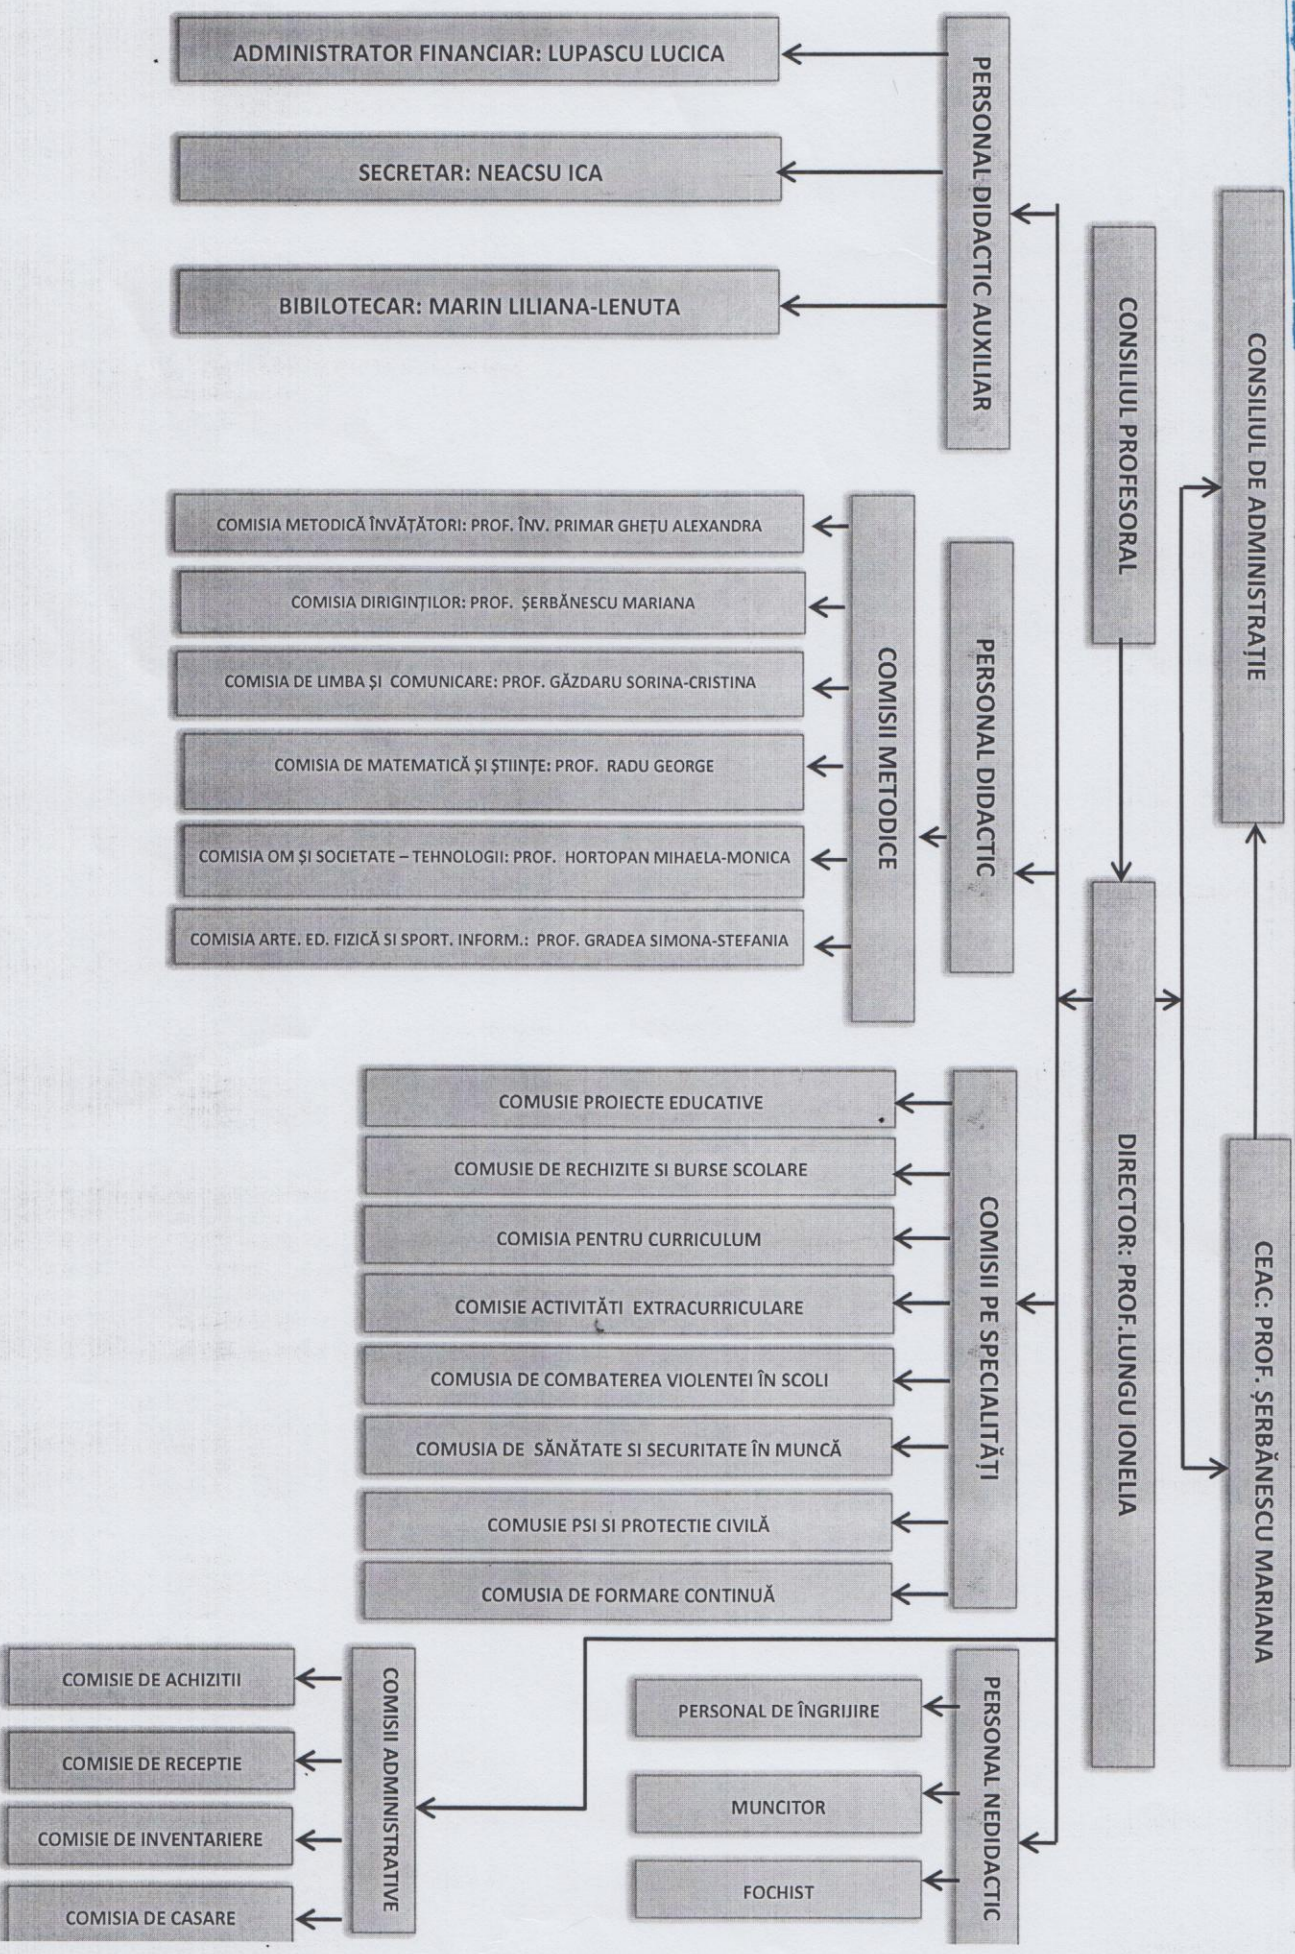 CONSILIUL DE ADMINISTRAȚIE
CEAC: PROF. ȘERBĂNESCU MARIANA
CONSILIUL PROFESORAL
DIRECTOR: PROF.LUNGU IONELIA
PERSONAL DIDACTIC AUXILIAR
ADMINISTRATOR FINANCIAR: LUPASCU LUCICA
SECRETAR: NEACSU ICA
BIBILOTECAR: MARIN LILIANA-LENUTA
PERSONAL DIDACTIC
COMISII METODICE
COMISIA METODICĂ ÎNVĂȚĂTORI: PROF. ÎNV. PRIMAR GHEȚU ALEXANDRA
COMISIA DIRIGINȚILOR: PROF. ȘERBĂNESCU MARIANA
COMISIA DE LIMBA ȘI COMUNICARE: PROF. GĂZDARU SORINA-CRISTINA
COMISIA DE MATEMATICĂ ȘI ȘTIINȚE: PROF. RADU GEORGE
COMISIA OM ȘI SOCIETATE – TEHNOLOGII: PROF. HORTOPAN MIHAELA-MONICA
COMISIA ARTE. ED. FIZICĂ SI SPORT. INFORM.: PROF. GRADEA SIMONA-STEFANIA
COMISII PE SPECIALITĂȚI
COMUSIE PROIECTE EDUCATIVE
COMUSIE DE RECHIZITE SI BURSE SCOLARE
COMISIA PENTRU CURRICULUM
COMISIE ACTIVITĂTI EXTRACURRICULARE
COMUSIA DE COMBATEREA VIOLENTEI ÎN SCOLI
COMUSIA DE SĂNĂTATE SI SECURITATE ÎN MUNCĂ
COMUSIE PSI SI PROTECTIE CIVILĂ
COMUSIA DE FORMARE CONTINUĂ
PERSONAL NEDIDACTIC
PERSONAL DE ÎNGRIJIRE
MUNCITOR
FOCHIST
COMISII ADMINISTRATIVE
COMISIE DE ACHIZITII
COMISIE DE RECEPTIE
COMISIE DE INVENTARIERE
COMISIA DE CASARE